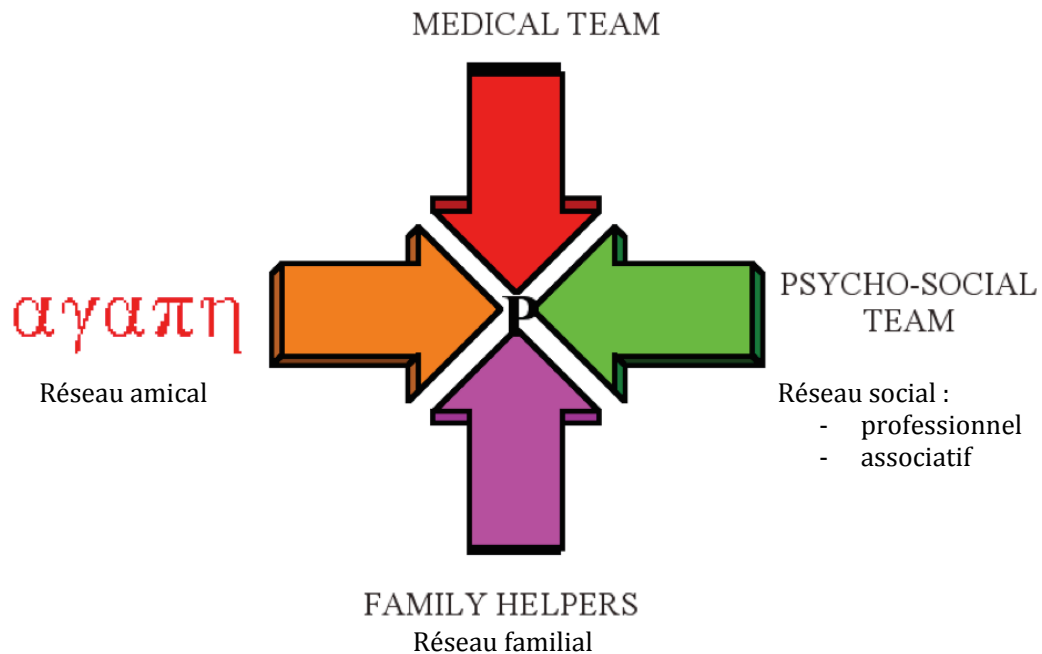 MEDICAL TEAM
αγαπη
Réseau amical
P
PSYCHO-SOCIAL
TEAM
Réseau social :
- professionnel
- associatif
FAMILY HELPERS
Réseau familial